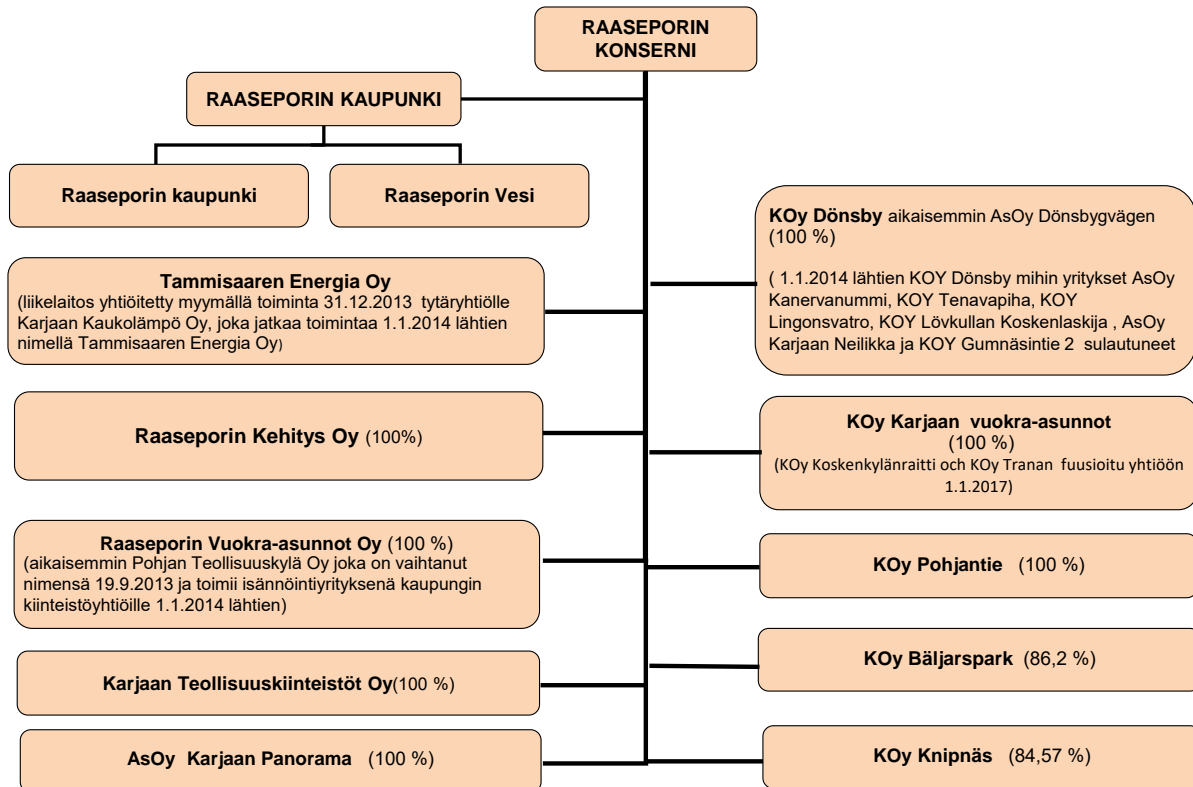 RAASEPORIN
KONSERNI
RAASEPORIN KAUPUNKI
Raaseporin kaupunki
Raaseporin Vesi
Tammisaaren Energia Oy
(liikelaitos yhtiöitetty myymällä toiminta 31.12.2013 tytäryhtiölle
Karjaan Kaukolämpö Oy, joka jatkaa toimintaa 1.1.2014 lähtien
nimellä Tammisaaren Energia Oy)
Raaseporin Kehitys Oy (100%)
Raaseporin Vuokra-asunnot Oy (100 %)
(aikaisemmin Pohjan Teollisuuskylä Oy joka on vaihtanut
nimensä 19.9.2013 ja toimii isännöintiyrityksenä kaupungin
kiinteistöyhtiöille 1.1.2014 lähtien)
Karjaan Teollisuuskiinteistöt Oy(100 %)
AsOy Karjaan Panorama (100 %)
KOy Dönsby aikaisemmin AsOy Dönsbygvägen
(100 %)
( 1.1.2014 lähtien KOY Dönsby mihin yritykset AsOy
Kanervanummi, KOY Tenavapiha, KOY
Lingonsvatro, KOY Lövkullan Koskenlaskija , AsOy
Karjaan Neilikka ja KOY Gumnäsintie 2 sulautuneet
KOy Karjaan vuokra-asunnot
(100 %)
(KOy Koskenkylänraitti och KOy Tranan fuusioitu yhtiöön
1.1.2017)
KOy Pohjantie (100 %)
KOy Bäljarspark (86,2 %)
KOy Knipnäs (84,57 %)